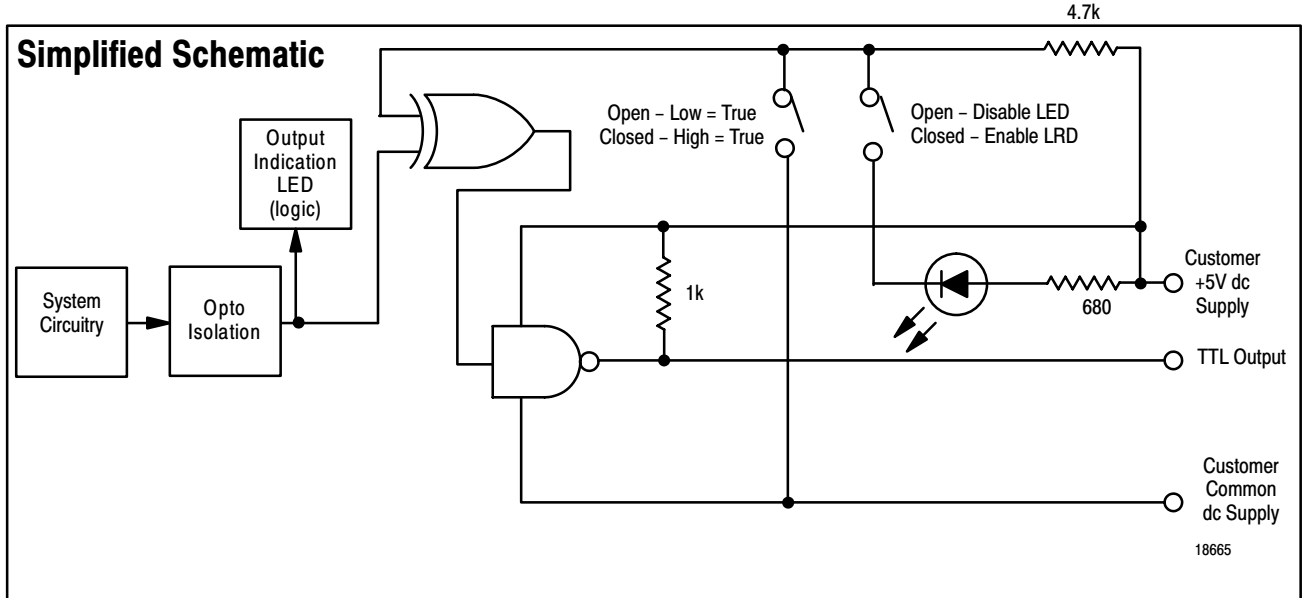 4.7k
Simplified Schematic
Open – Low = True
Closed – High = True
Open – Disable LED
Closed – Enable LRD
Output
Indication
LED
(logic)
System
Circuitry
Opto
Isolation
1k
680
Customer
+5V dc
Supply
TTL Output
Customer
Common
dc Supply
18665